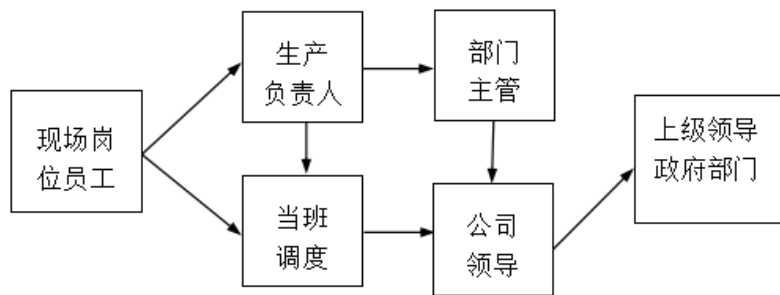 生产
负责人
部门
主管
现场岗
位员工
上级领导
政府部门
当班
调度
公司
领导